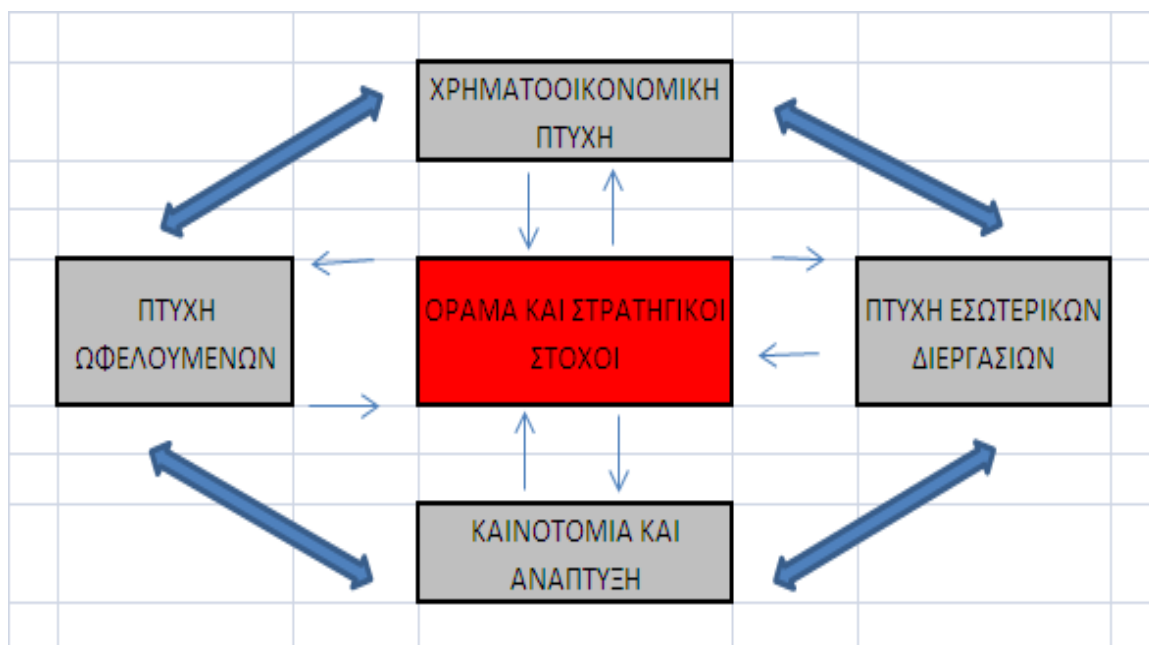 ΧΡΗΜΑΤΟΟΙΚΟΝΟΜΙΚΗ
ΠΤΥΧΗ
ΠΤΥΧΗ
ΩΦΕΛΟΥΜΕΝΩΝ
ΟΡΑΜΑ ΚΑΙ ΣΤΡΑΤΗΓΙΚΟΙ
ΣΤΟΧΟΙ
ΠΤΥΧΗ ΕΣΩΤΕΡΙΚΩΝ
ΔΙΕΡΓΑΣΙΩΝ
ΚΑΙΝΟΤΟΜΙΑ ΚΑΙ
ΑΝΑΠΤΥΞΗ